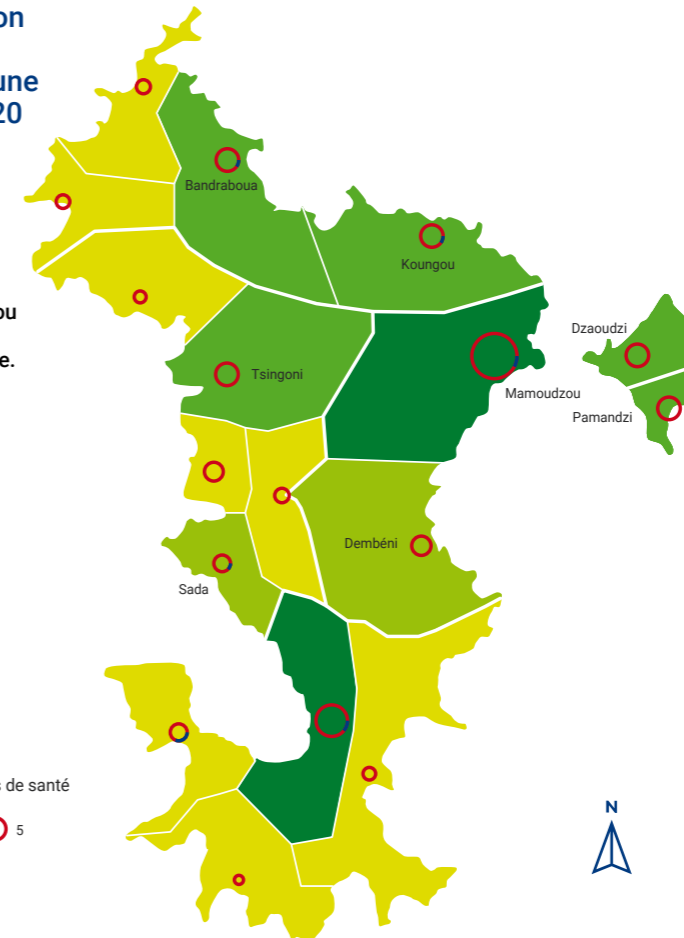 on
une
20
ou
e.
Bandraboua
Koungou
Dzaoudzi
Tsingoni
Mamoudzou
Pamandzi
Dembéni
Sada
s de santé
5
N